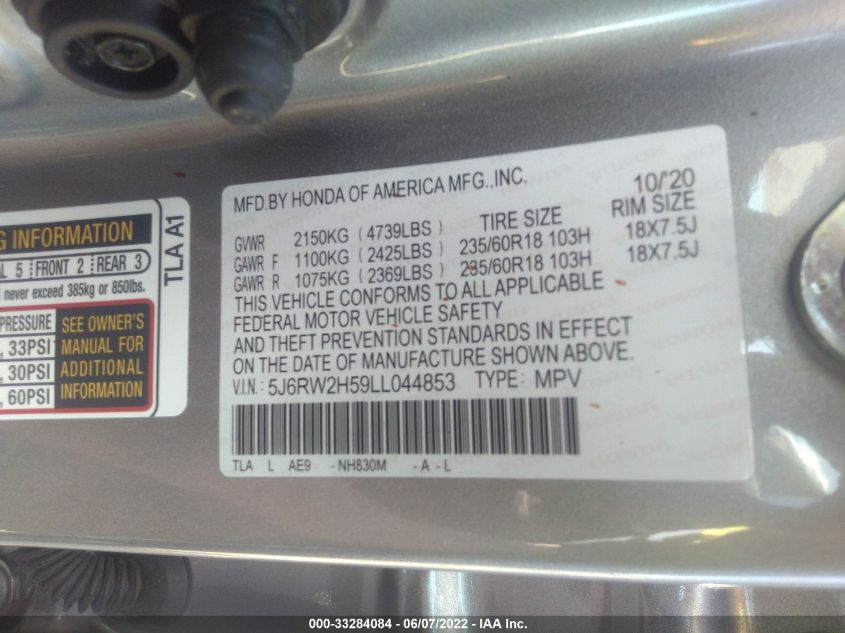 MFD.BY HONDA OF AMERICA MFG.,INC.
10/'20
TIRE SIZE RIM SIZE
GVWR 2150KG (4739LBS)
GAWR F 1100KG (2425LBS) 235/60R18 103H 18X7.5J
GAWR R 1075KG (2369LBS) 235/60R18 103H 18X7.5J
THIS VEHICLE CONFORMS TO ALL APPLICABLE
FEDERAL MOTOR VEHICLE SAFETY
AND THEFT PREVENTION STANDARDS IN EFFECT
ON THE DATE OF MANUFACTURE SHOWN ABOVE.
V.I.N.: 5J6RW2H59LL044853 TYPE: MPV
TLA L AE9 -NH830M -A-L
INFORMATION
5 FRONT 2 REAR 3
never exceed 385kg or 850lbs.
PRESSURE SEE OWNER'S
, 33PSI MANUAL FOR
, 30PSI ADDITIONAL
, 60PSI INFORMATION
TLA A1
000-33284084 - 06/07/2022 - IAA Inc.